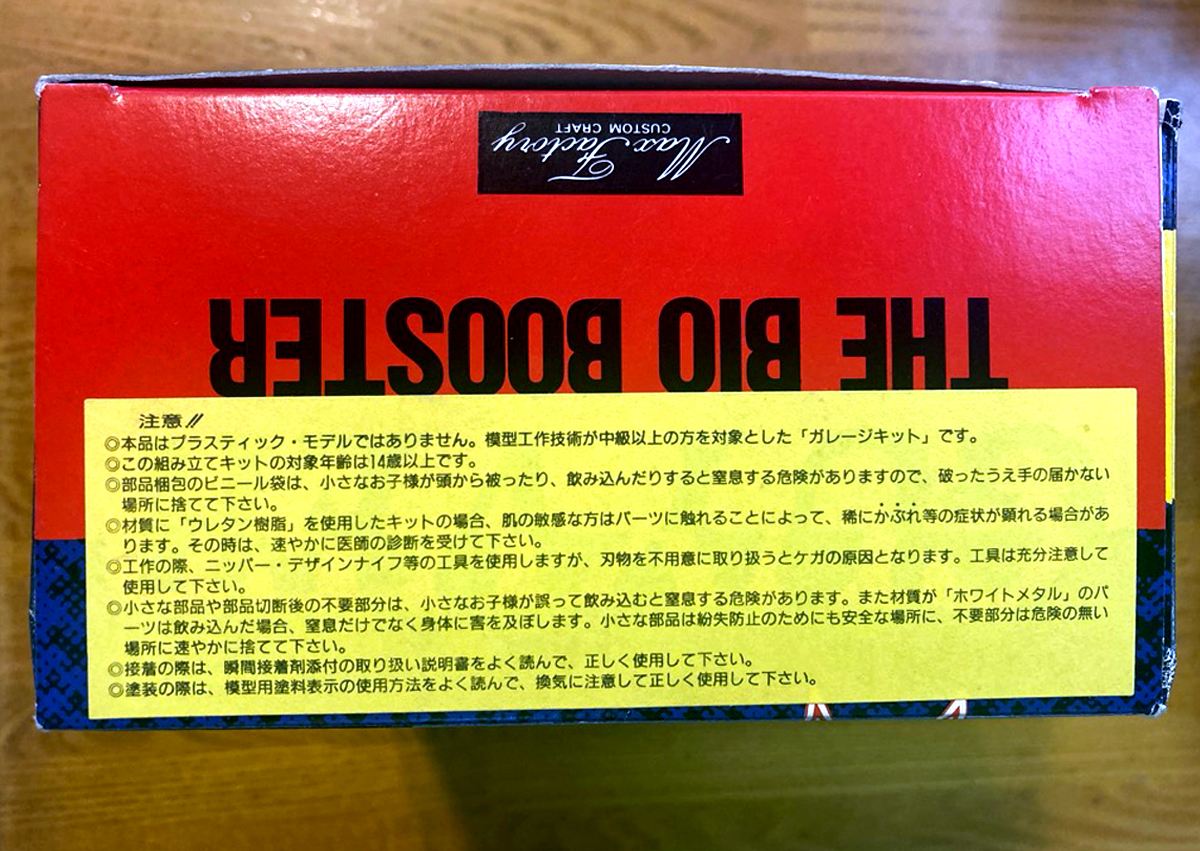 Max Factory
CUSTOM CRAFT
THE BIO BOOSTER
注意//
◎本品はプラスティック・モデルではありません。模型工作技術が中級以上の方を対象とした「ガレージキット」です。
◎この組み立てキットの対象年齢は14歳以上です。
◎部品梱包のビニール袋は、小さなお子様が頭から被ったり、飲み込んだりすると窒息する危険がありますので、破ったうえ手の届かない
場所に捨てて下さい。
◎材質に「ウレタン樹脂」を使用したキットの場合、肌の敏感な方はパーツに触れることによって、稀にかぶれ等の症状が顕れる場合があ
ります。その時は、速やかに医師の診断を受けて下さい。
◎工作の際、ニッパー・デザインナイフ等の工具を使用しますが、刃物を不用意に取り扱うとケガの原因となります。工具は充分注意して
使用して下さい。
◎小さな部品や部品切断後の不要部分は、小さなお子様が誤って飲み込むと窒息する危険があります。また材質が「ホワイトメタル」のパ
ーツは飲み込んだ場合、窒息だけでなく身体に害を及ぼします。小さな部品は紛失防止のためにも安全な場所に、不要部分は危険の無い
場所に速やかに捨てて下さい。
◎接着の際は、瞬間接着剤添付の取り扱い説明書をよく読んで、正しく使用して下さい。
◎塗装の際は、模型用塗料表示の使用方法をよく読んで、換気に注意して正しく使用して下さい。